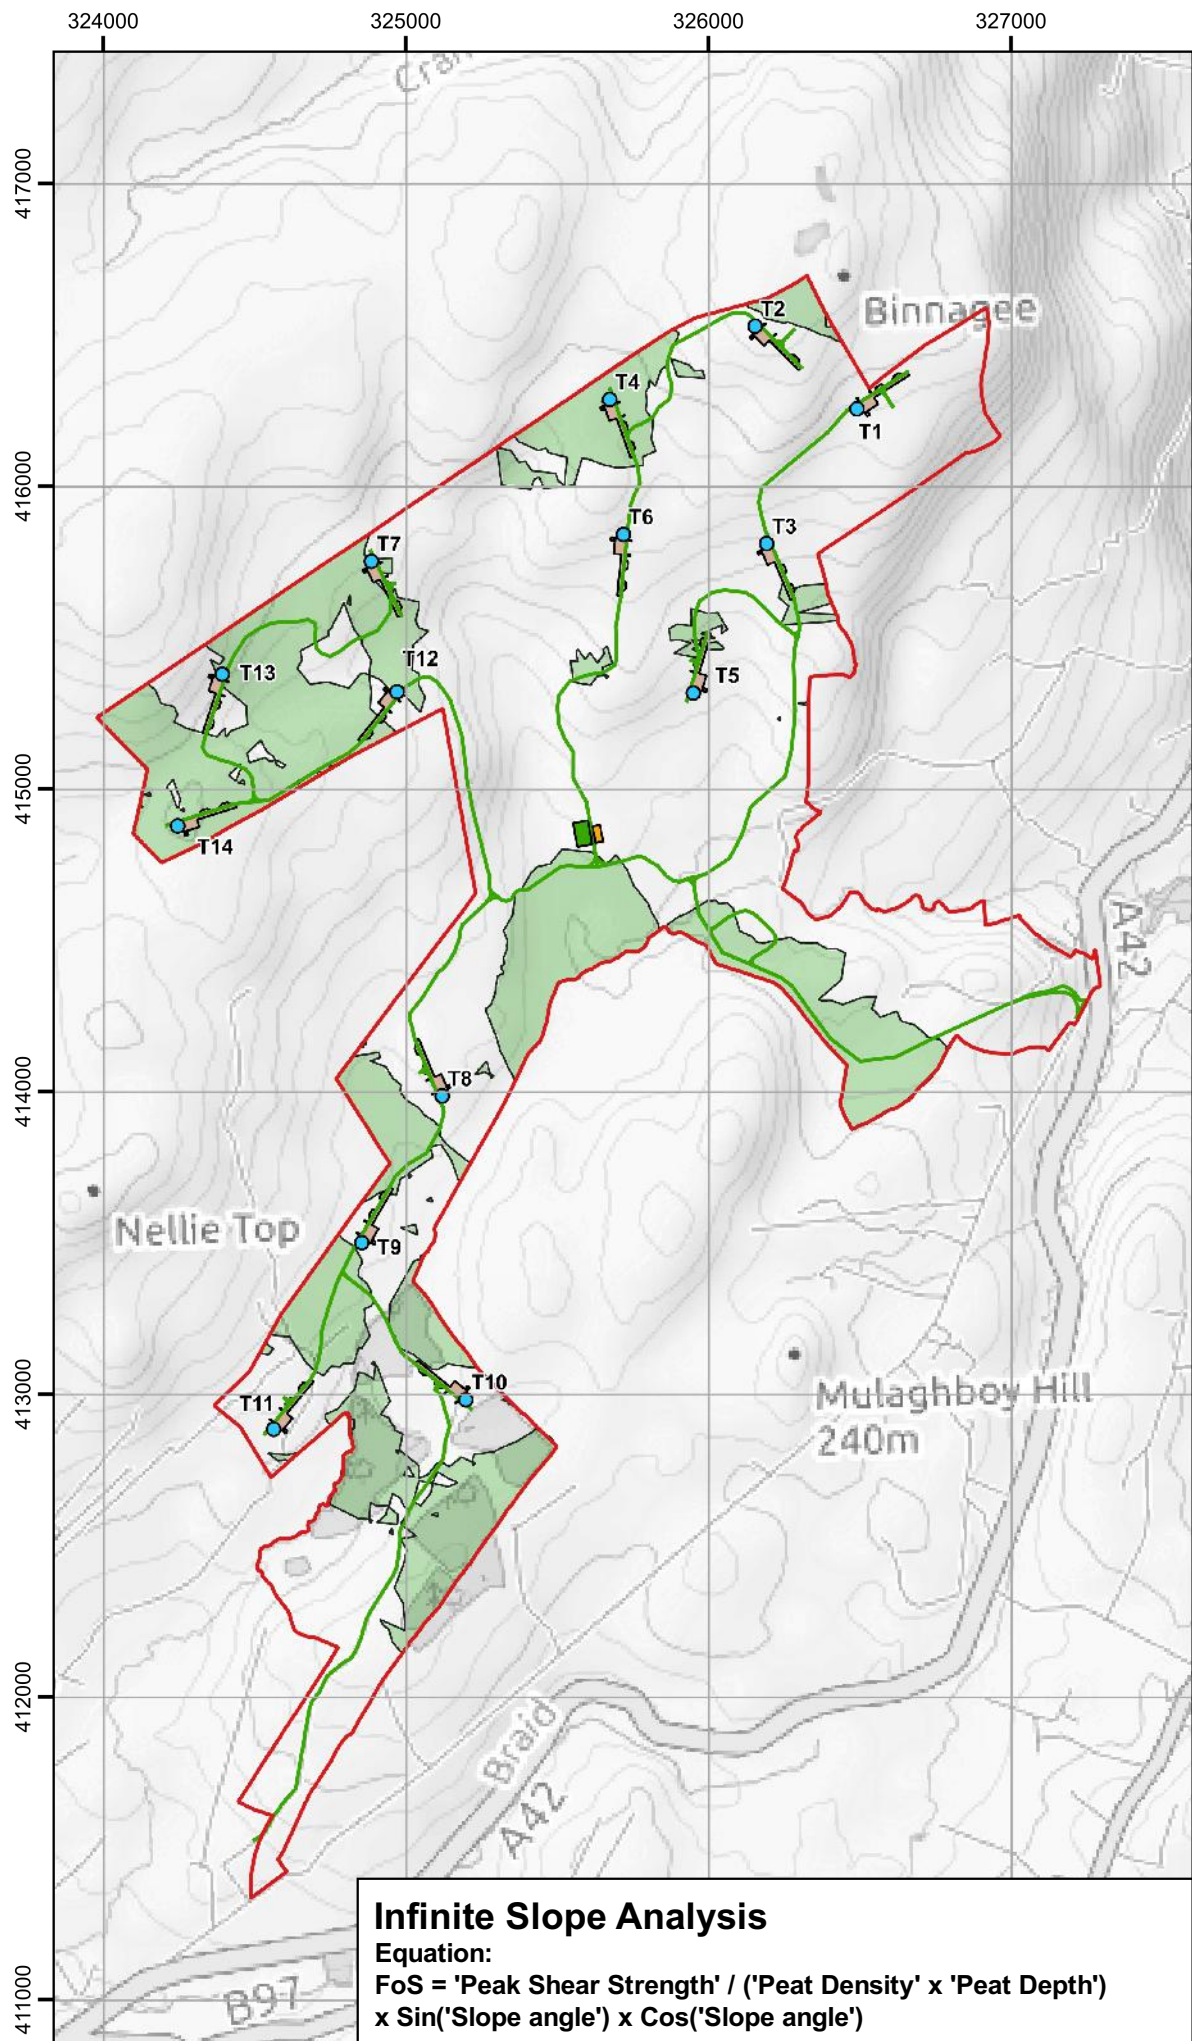 324000 325000 326000 327000
Cran
417000
Binnagee
T2
T4
T1
416000
T6
T3
T7
T12
T13
T5
415000
T14
A42
414000
T8
Nellie Top
T9
T10
T11
413000
Mulaghboy Hill
240m
412000
Braid
A42
B97
411000
Infinite Slope Analysis
Equation:
FoS = 'Peak Shear Strength' / ('Peat Density' x 'Peat Depth')
x Sin('Slope angle') x Cos('Slope angle')